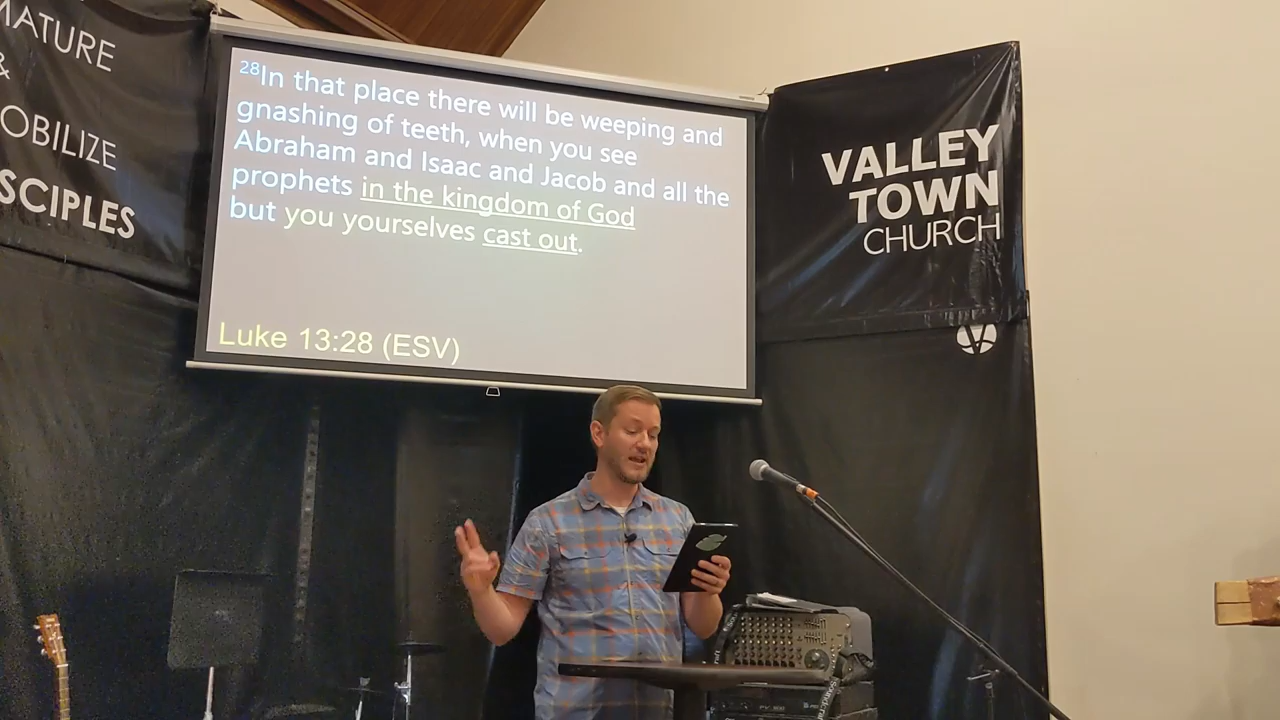 MATURE
&
OBILIZE
SCIPLES
28In that place there will be weeping and
gnashing of teeth, when you see
Abraham and Isaac and Jacob and all the
prophets in the kingdom of God
but you yourselves cast out.
Luke 13:28 (ESV)
VALLEY
TOWN
CHURCH